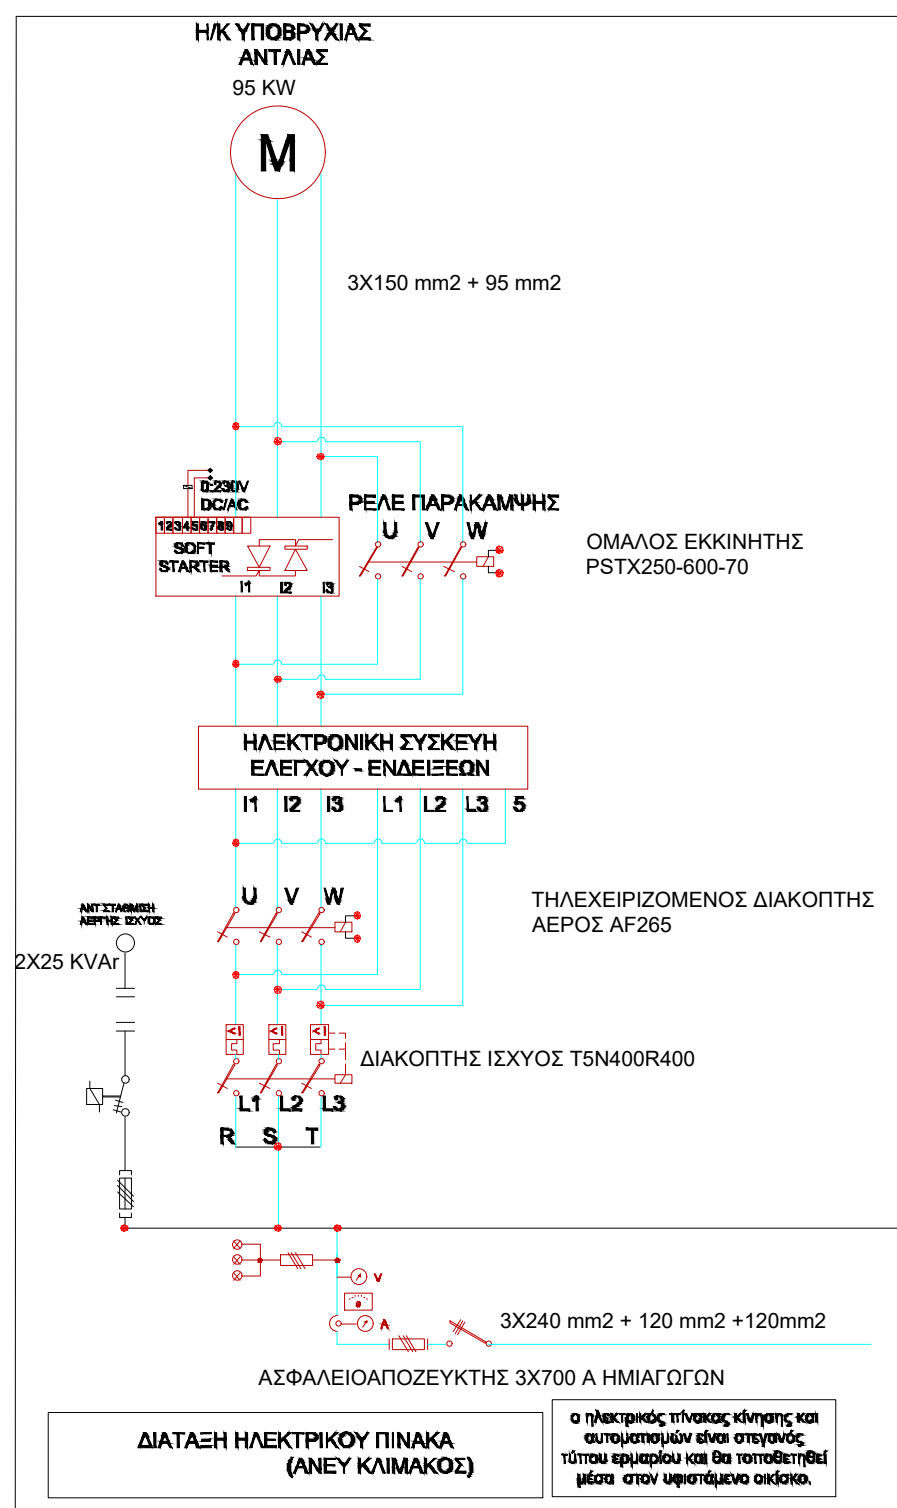 Η/Κ ΥΠΟΒΡΥΧΙΑΣ
ΑΝΤΛΙΑΣ
95 KW
M
3X150 mm2 + 95 mm2
0:230V
DC/AC
123456789
SOFT
STARTER
I1 I2 I3
ΡΕΛΕ ΠΑΡΑΚΑΜΨΗΣ
U V W
ΟΜΑΛΟΣ ΕΚΚΙΝΗΤΗΣ
PSTX250-600-70
ΗΛΕΚΤΡΟΝΙΚΗ ΣΥΣΚΕΥΗ
ΕΛΕΓΧΟΥ - ΕΝΔΕΙΞΕΩΝ
I1 I2 I3 L1 L2 L3 5
U V W
ΤΗΛΕΧΕΙΡΙΖΟΜΕΝΟΣ ΔΙΑΚΟΠΤΗΣ
ΑΕΡΟΣ AF265
ΑΝΤΙΣΤΑΘΜΙΣΗ
ΑΕΡΓΗΣ ΙΣΧΥΟΣ
2X25 KVAr
<I <I <I
ΔΙΑΚΟΠΤΗΣ ΙΣΧΥΟΣ T5N400R400
L1 L2 L3
R S T
V
A
3X240 mm2 + 120 mm2 +120mm2
ΑΣΦΑΛΕΙΟΑΠΟΖΕΥΚΤΗΣ 3X700 A ΗΜΙΑΓΩΓΩΝ
ΔΙΑΤΑΞΗ ΗΛΕΚΤΡΙΚΟΥ ΠΙΝΑΚΑ
(ΑΝΕΥ ΚΛΙΜΑΚΟΣ)
ο ηλεκτρικός πίνακας κίνησης και
αυτοματισμών είναι στεγανός
τύπου ερμαρίου και θα τοποθετηθεί
μέσα στον υφιστάμενο οικίσκο.